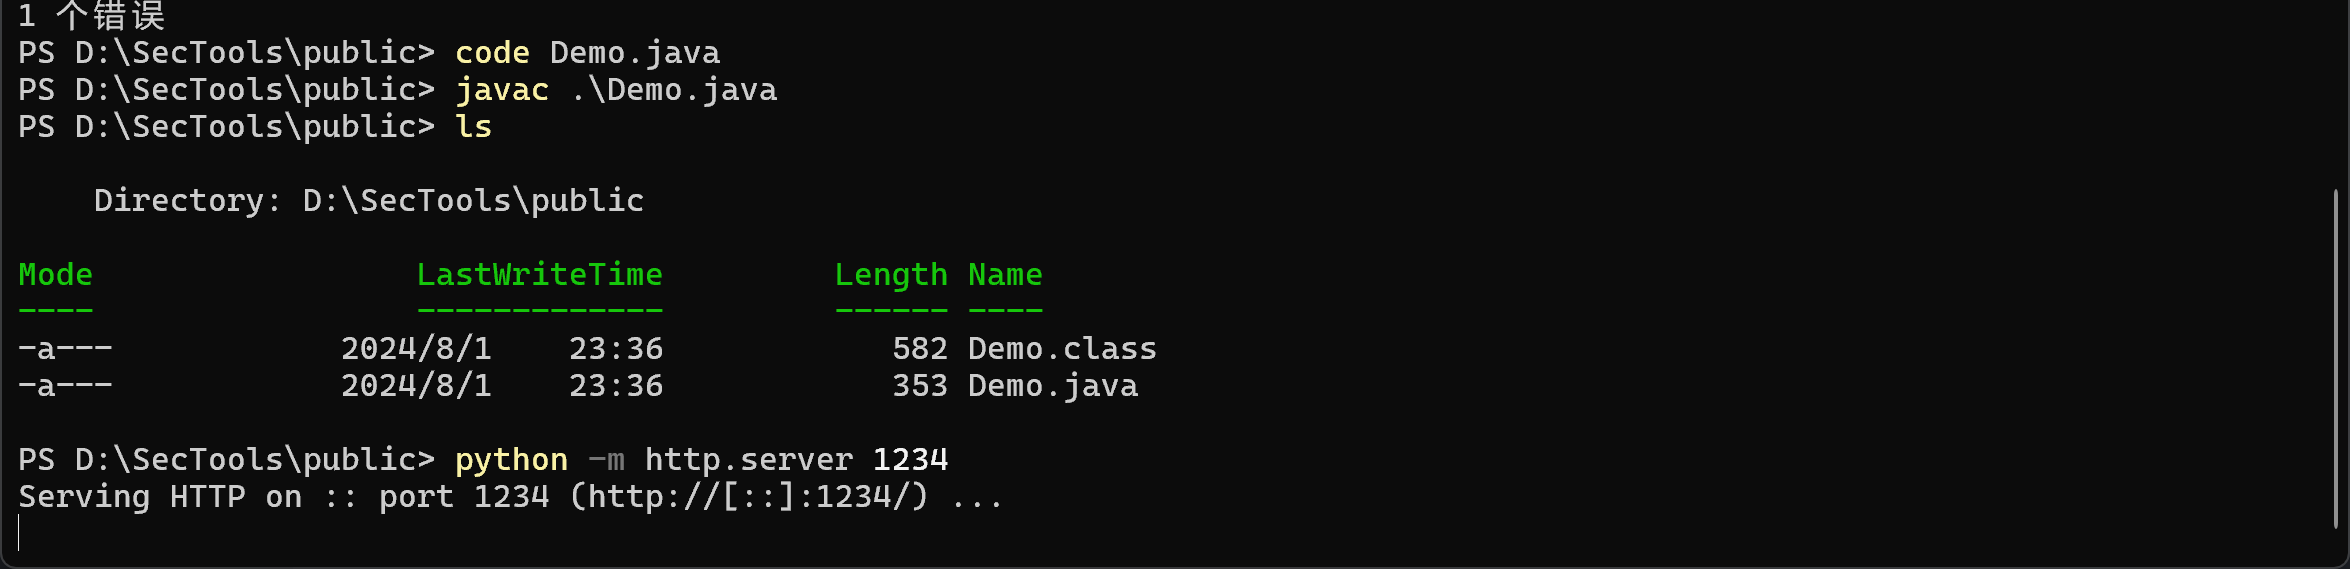 1 个错误
PS D:\SecTools\public> code Demo.java
PS D:\SecTools\public> javac .\Demo.java
PS D:\SecTools\public> ls
Directory: D:\SecTools\public
Mode LastWriteTime Length Name
---- ------------- ------ ----
-a--- 2024/8/1 23:36 582 Demo.class
-a--- 2024/8/1 23:36 353 Demo.java
PS D:\SecTools\public> python -m http.server 1234
Serving HTTP on :: port 1234 (http://[::]:1234/) ...